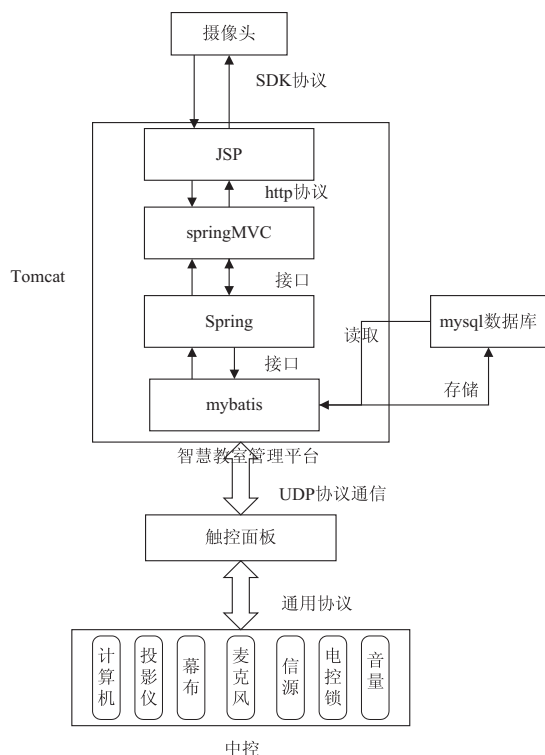 摄像头
SDK协议
JSP
http协议
springMVC
Tomcat
接口
Spring
mysql数据库
读取
接口
mybatis
存储
智慧教室管理平台
UDP协议通信
触控面板
通用协议
计算机
投影仪
幕布
麦克风
信源
电控锁
音量
中控